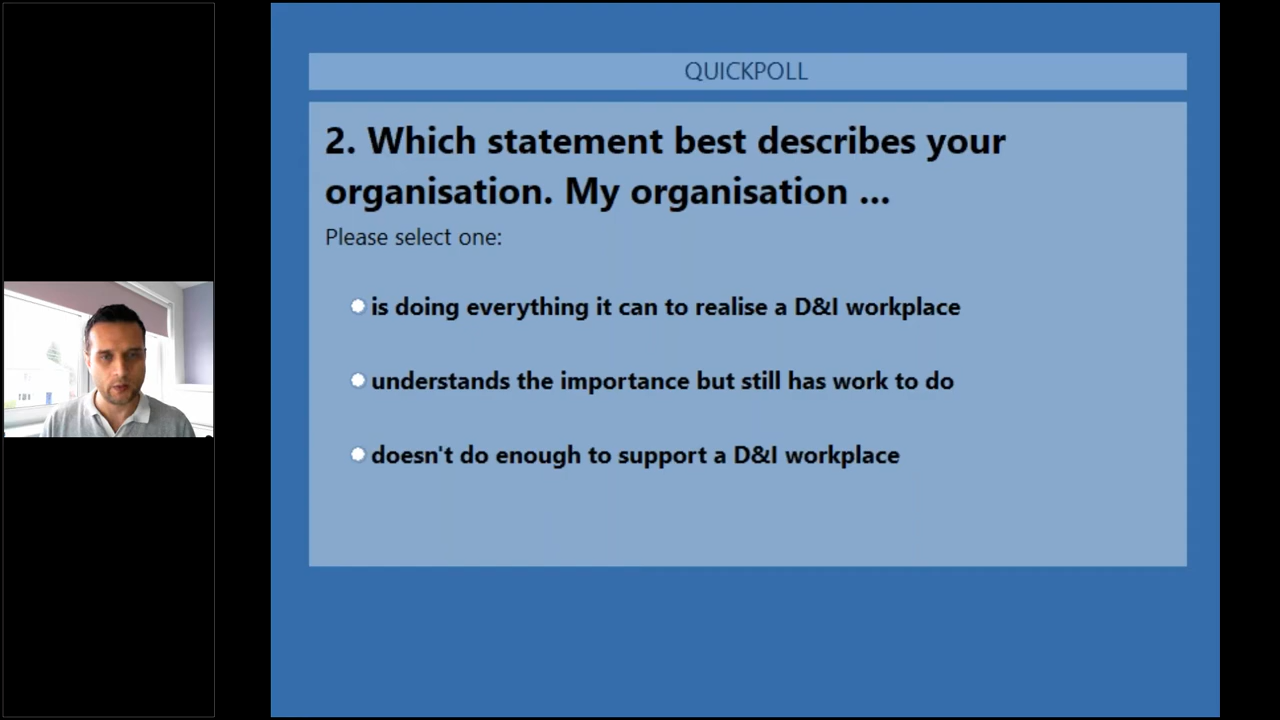 QUICKPOLL
2. Which statement best describes your
organisation. My organisation ...
Please select one:
is doing everything it can to realise a D&I workplace
understands the importance but still has work to do
doesn't do enough to support a D&I workplace